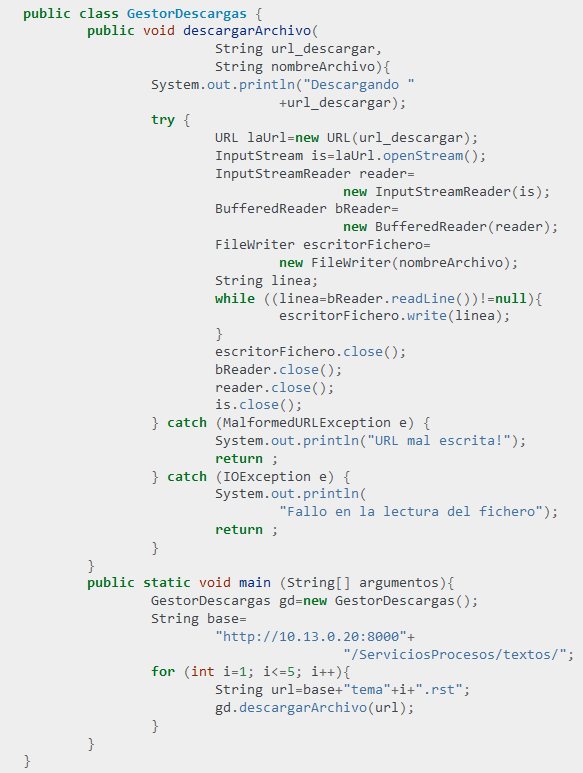 public class GestorDescargas {
        public void descargarArchivo(
                        String url_descargar,
                        String nombreArchivo){
                System.out.println("Descargando "
                                +url_descargar);
                try {
                        URL laUrl=new URL(url_descargar);
                        InputStream is=laUrl.openStream();
                        InputStreamReader reader=
                                        new InputStreamReader(is);
                        BufferedReader bReader=
                                        new BufferedReader(reader);
                        FileWriter escritorFichero=
                                new FileWriter(nombreArchivo);
                        String linea;
                        while ((linea=bReader.readLine())!=null){
                                escritorFichero.write(linea);
                        }
                        escritorFichero.close();
                        bReader.close();
                        reader.close();
                        is.close();
                } catch (MalformedURLException e) {
                        System.out.println("URL mal escrita!");
                        return ;
                } catch (IOException e) {
                        System.out.println(
                                "Fallo en la lectura del fichero");
                        return ;
                }
        }
        public static void main (String[] argumentos){
                GestorDescargas gd=new GestorDescargas();
                String base=
                        "http://10.13.0.20:8000"+
                                        "/ServiciosProcesos/textos/";
                for (int i=1; i<=5; i++){
                        String url=base+"tema"+i+".rst";
                        gd.descargarArchivo(url);
                }
        }
}